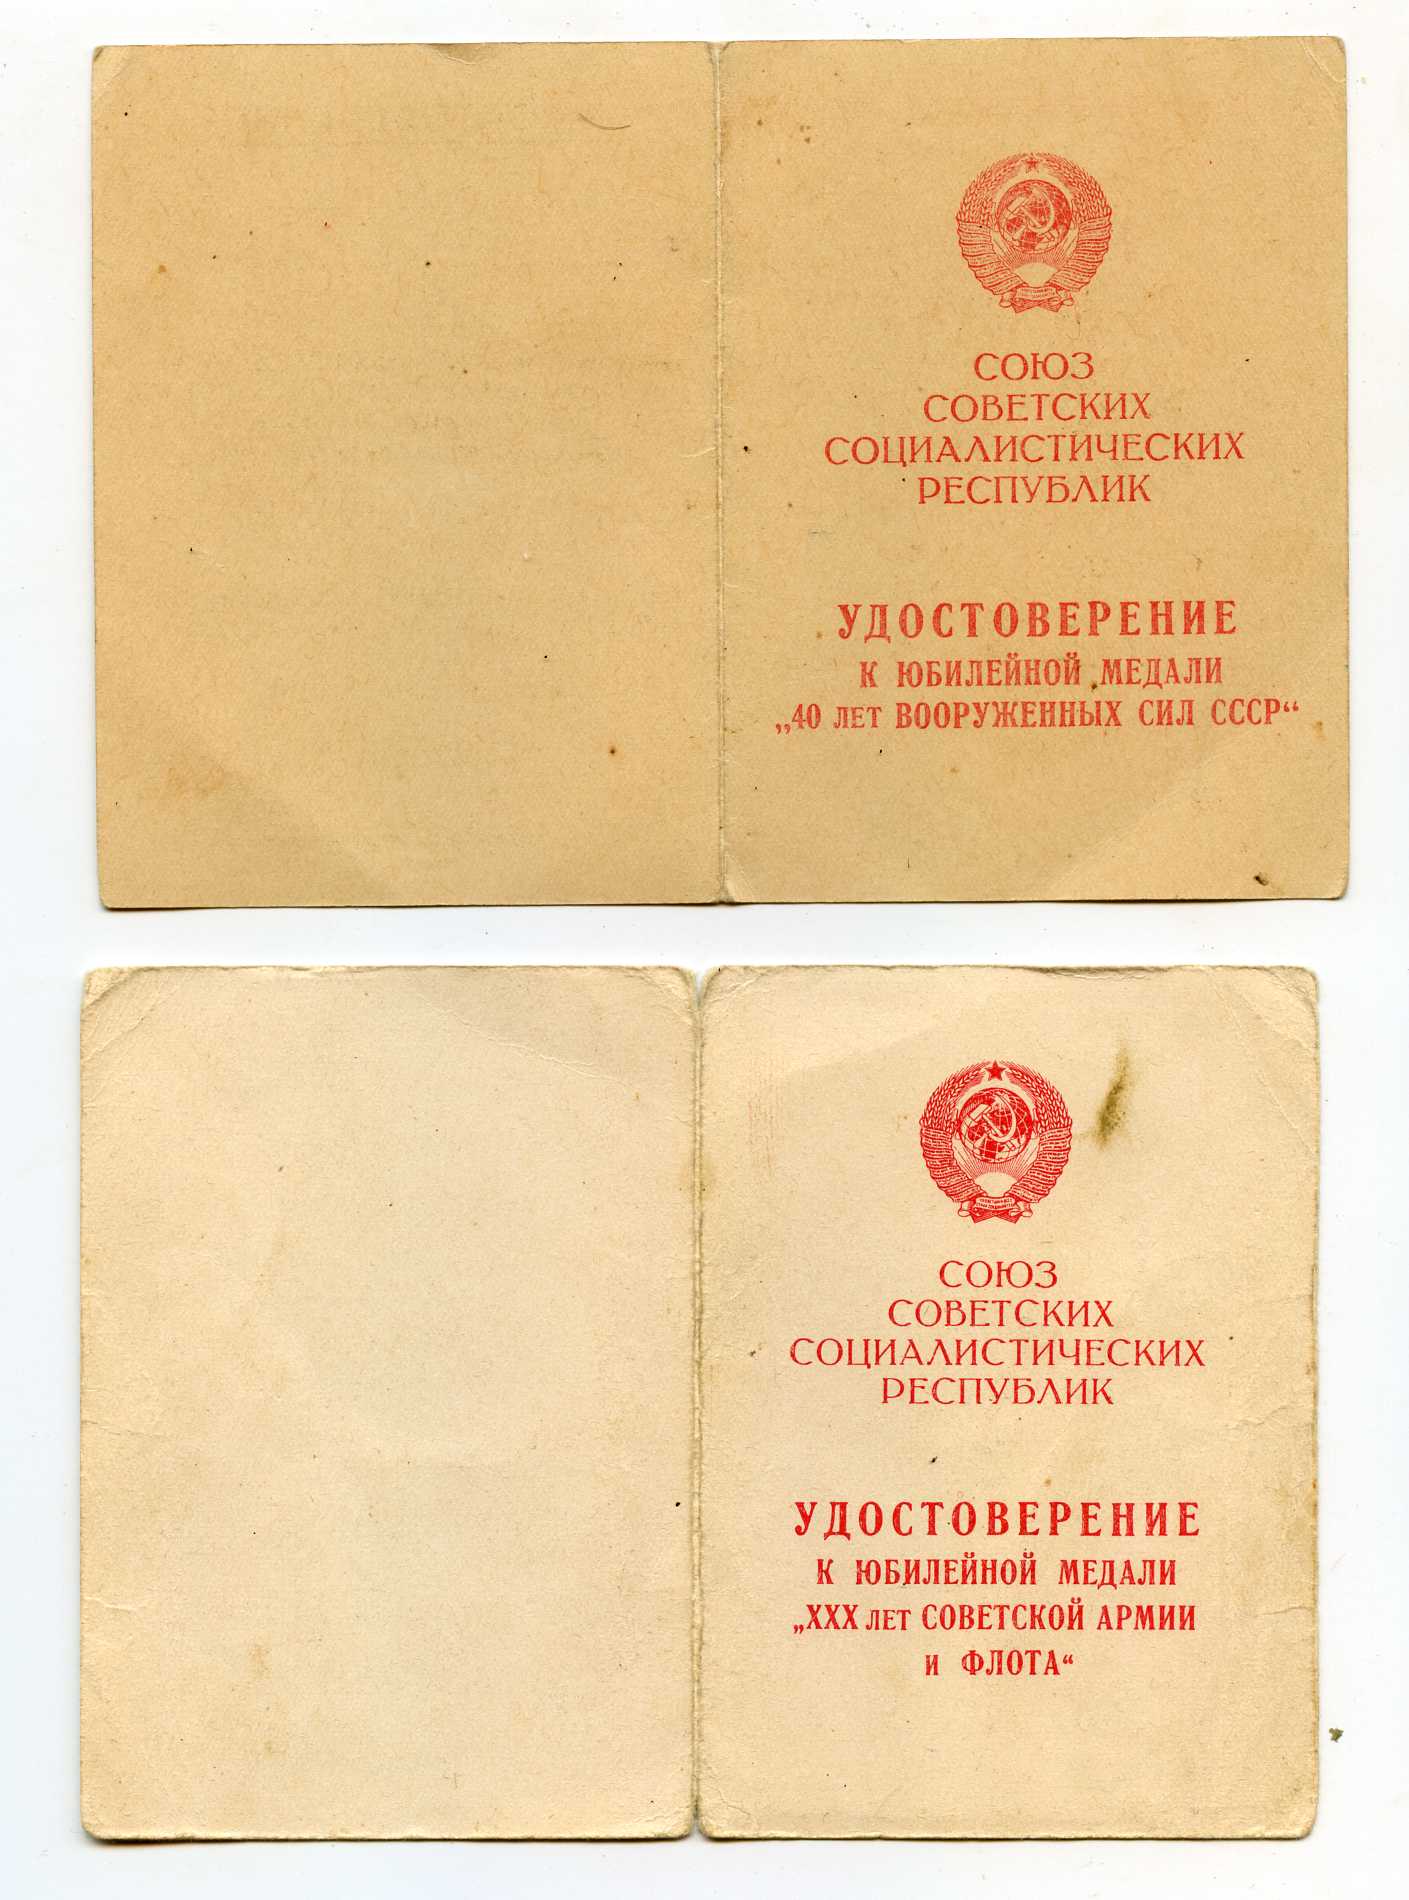 СОЮЗ
СОВЕТСКИХ
СОЦИАЛИСТИЧЕСКИХ
РЕСПУБЛИК
УДОСТОВЕРЕНИЕ
К ЮБИЛЕЙНОЙ МЕДАЛИ
„40 ЛЕТ ВООРУЖЕННЫХ СИЛ СССР“
СОЮЗ
СОВЕТСКИХ
СОЦИАЛИСТИЧЕСКИХ
РЕСПУБЛИК
УДОСТОВЕРЕНИЕ
К ЮБИЛЕЙНОЙ МЕДАЛИ
„XXX ЛЕТ СОВЕТСКОЙ АРМИИ
И ФЛОТА“